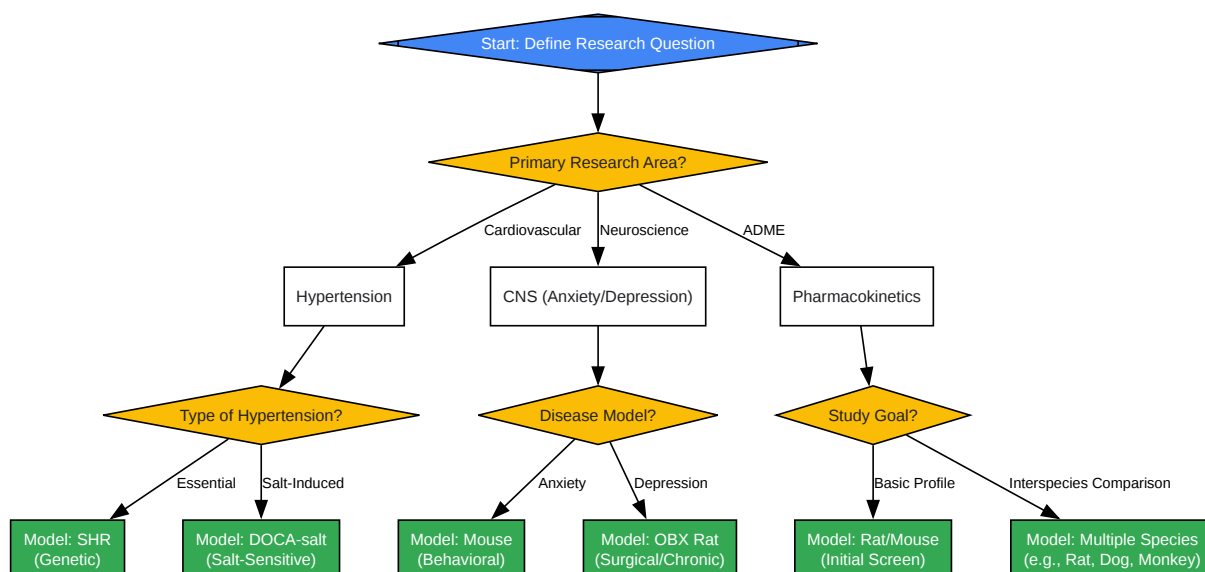 Start: Define Research Question
Primary Research Area?
Cardiovascular
Neuroscience
ADME
Hypertension
CNS (Anxiety/Depression)
Pharmacokinetics
Type of Hypertension?
Disease Model?
Study Goal?
Essential
Salt-Induced
Anxiety
Depression
Basic Profile
Interspecies Comparison
Model: SHR
(Genetic)
Model: DOCA-salt
(Salt-Sensitive)
Model: Mouse
(Behavioral)
Model: OBX Rat
(Surgical/Chronic)
Model: Rat/Mouse
(Initial Screen)
Model: Multiple Species
(e.g., Rat, Dog, Monkey)